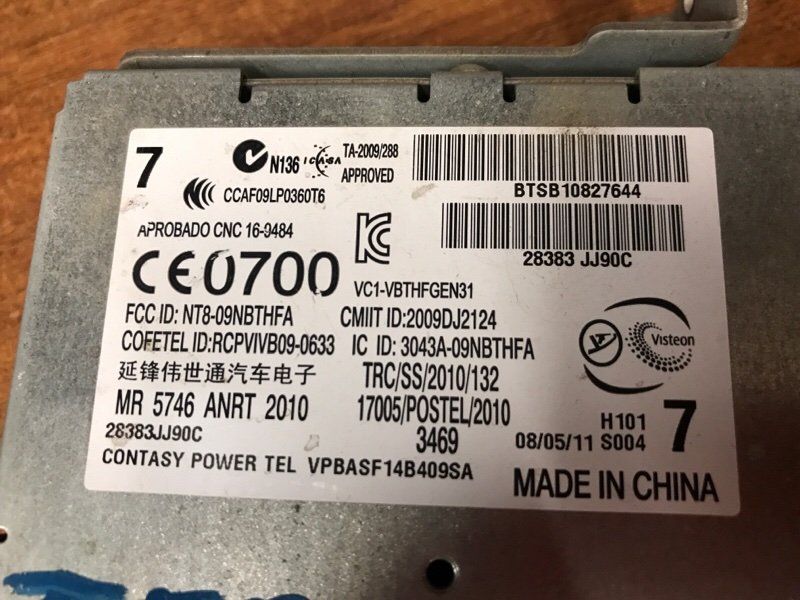 7
N136
ICASA
TA-2009/288
APPROVED
CCAF09LP0360T6
BTSB10827644
APROBADO CNC 16-9484
28383 JJ90C
CE0700
VC1-VBTHFGEN31
FCC ID: NT8-09NBTHFA
CMIIT ID:2009DJ2124
COFETEL ID:RCPVIVB09-0633
IC ID: 3043A-09NBTHFA
Visteon
延锋伟世通汽车电子
TRC/SS/2010/132
MR 5746 ANRT 2010
17005/POSTEL/2010
H101
7
28383JJ90C
3469
08/05/11 S004
CONTASY POWER TEL VPBASF14B409SA
MADE IN CHINA